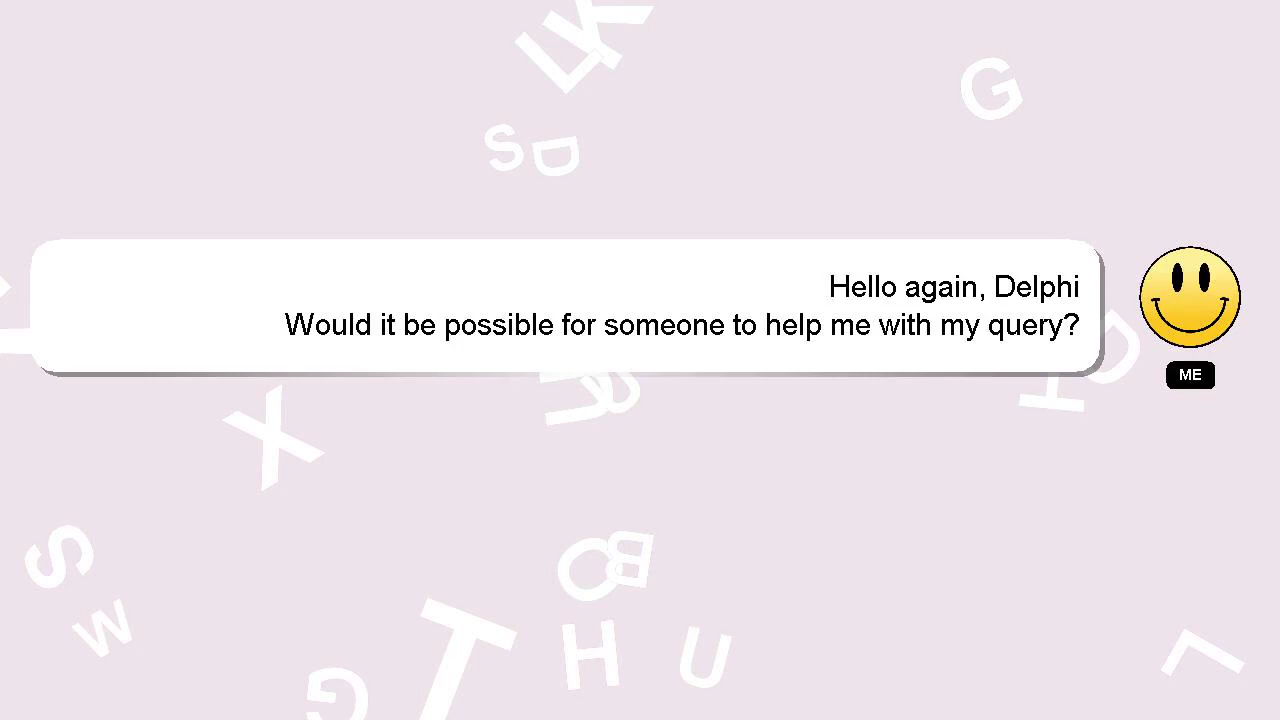 Hello again, Delphi
Would it be possible for someone to help me with my query?
ME
L
K
G
S
D
X
S
W
C
B
T
H
U
G
L